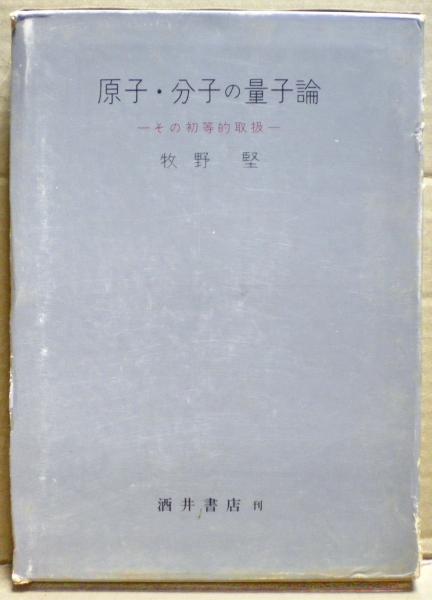 原子・分子の量子論
―その初等的取扱―
牧野 堅
酒井書店 刊